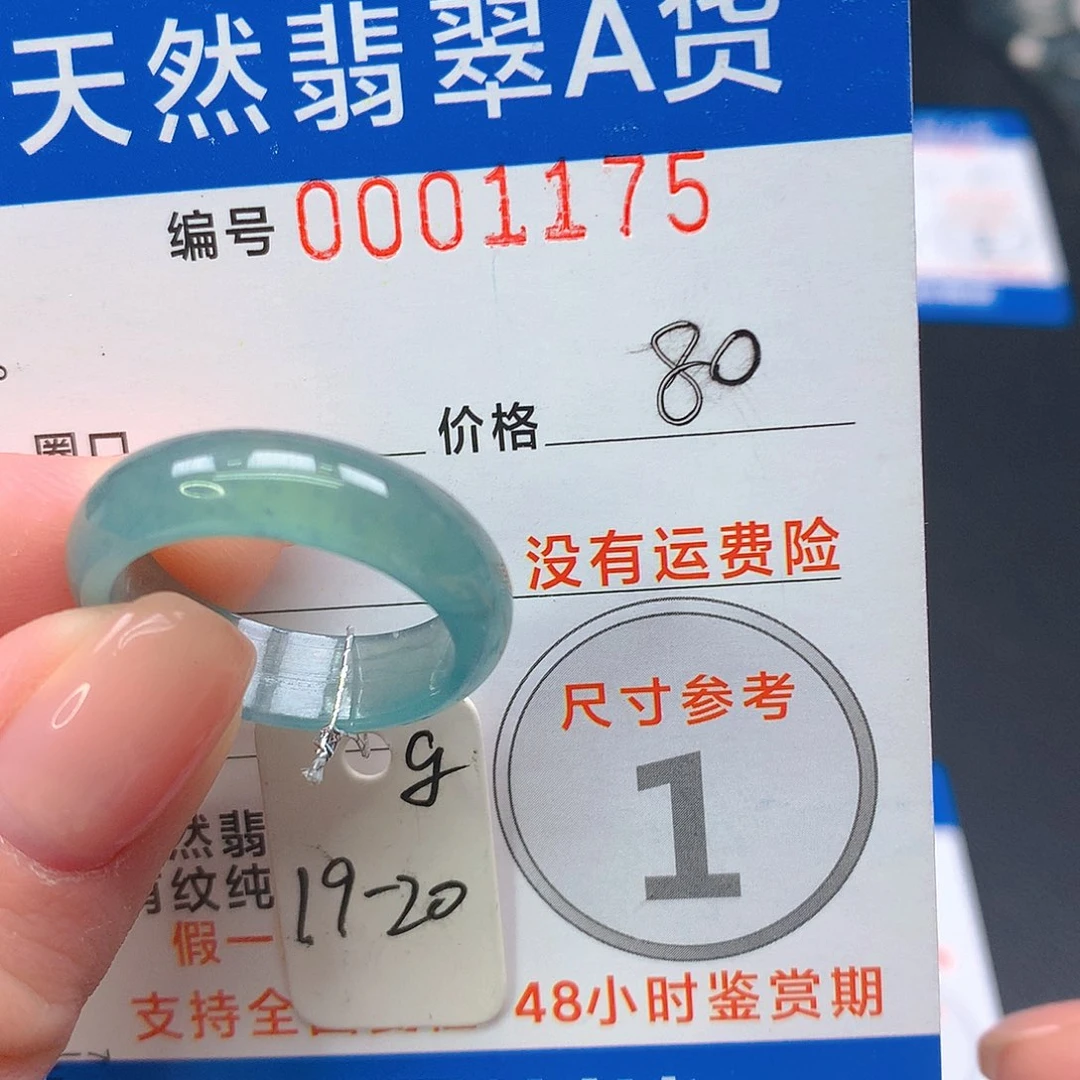 天然翡翠A货
编号 0001175
圈口
价格 80
没有运费险
尺寸参考
1
g
19-20
然翡
纹纯
假一
支持全
48小时鉴赏期